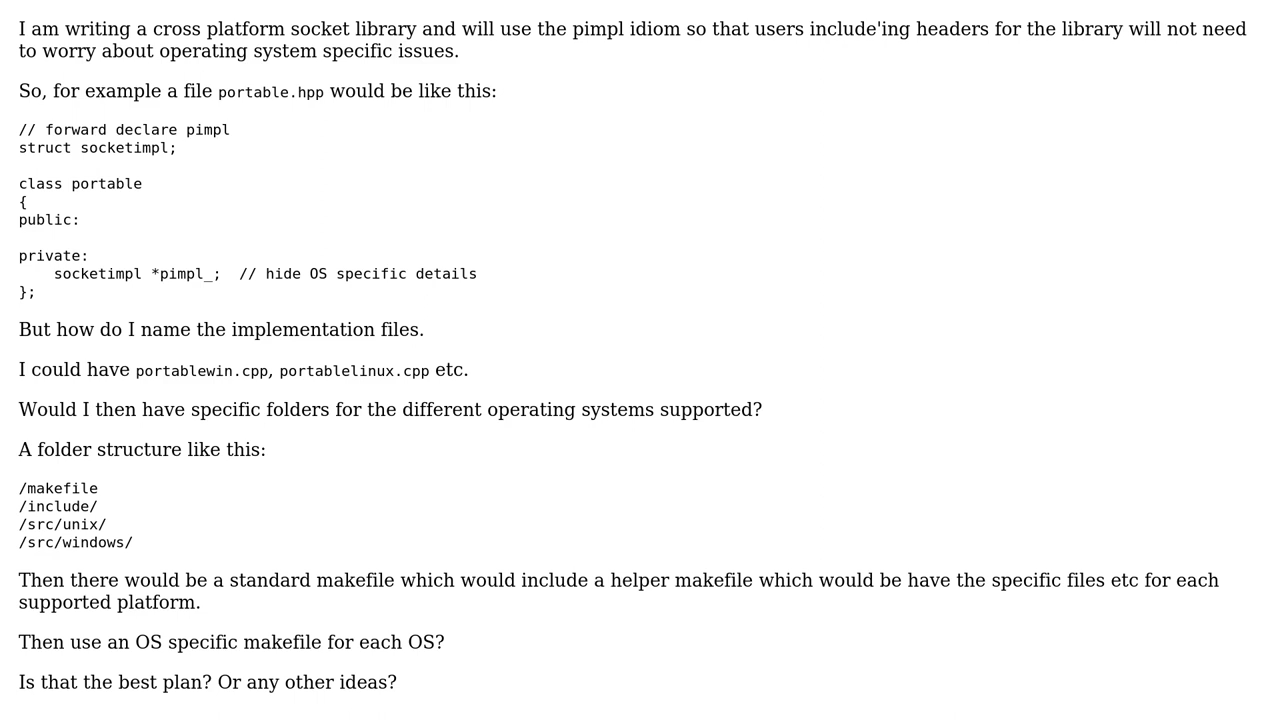 I am writing a cross platform socket library and will use the pimpl idiom so that users include'ing headers for the library will not need
to worry about operating system specific issues.
So, for example a file portable.hpp would be like this:
// forward declare pimpl
struct socketimpl;
class portable
{
public:
private:
    socketimpl *pimpl_;  // hide OS specific details
};
But how do I name the implementation files.
I could have portablewin.cpp, portablelinux.cpp etc.
Would I then have specific folders for the different operating systems supported?
A folder structure like this:
/makefile
/include/
/src/unix/
/src/windows/
Then there would be a standard makefile which would include a helper makefile which would be have the specific files etc for each
supported platform.
Then use an OS specific makefile for each OS?
Is that the best plan? Or any other ideas?